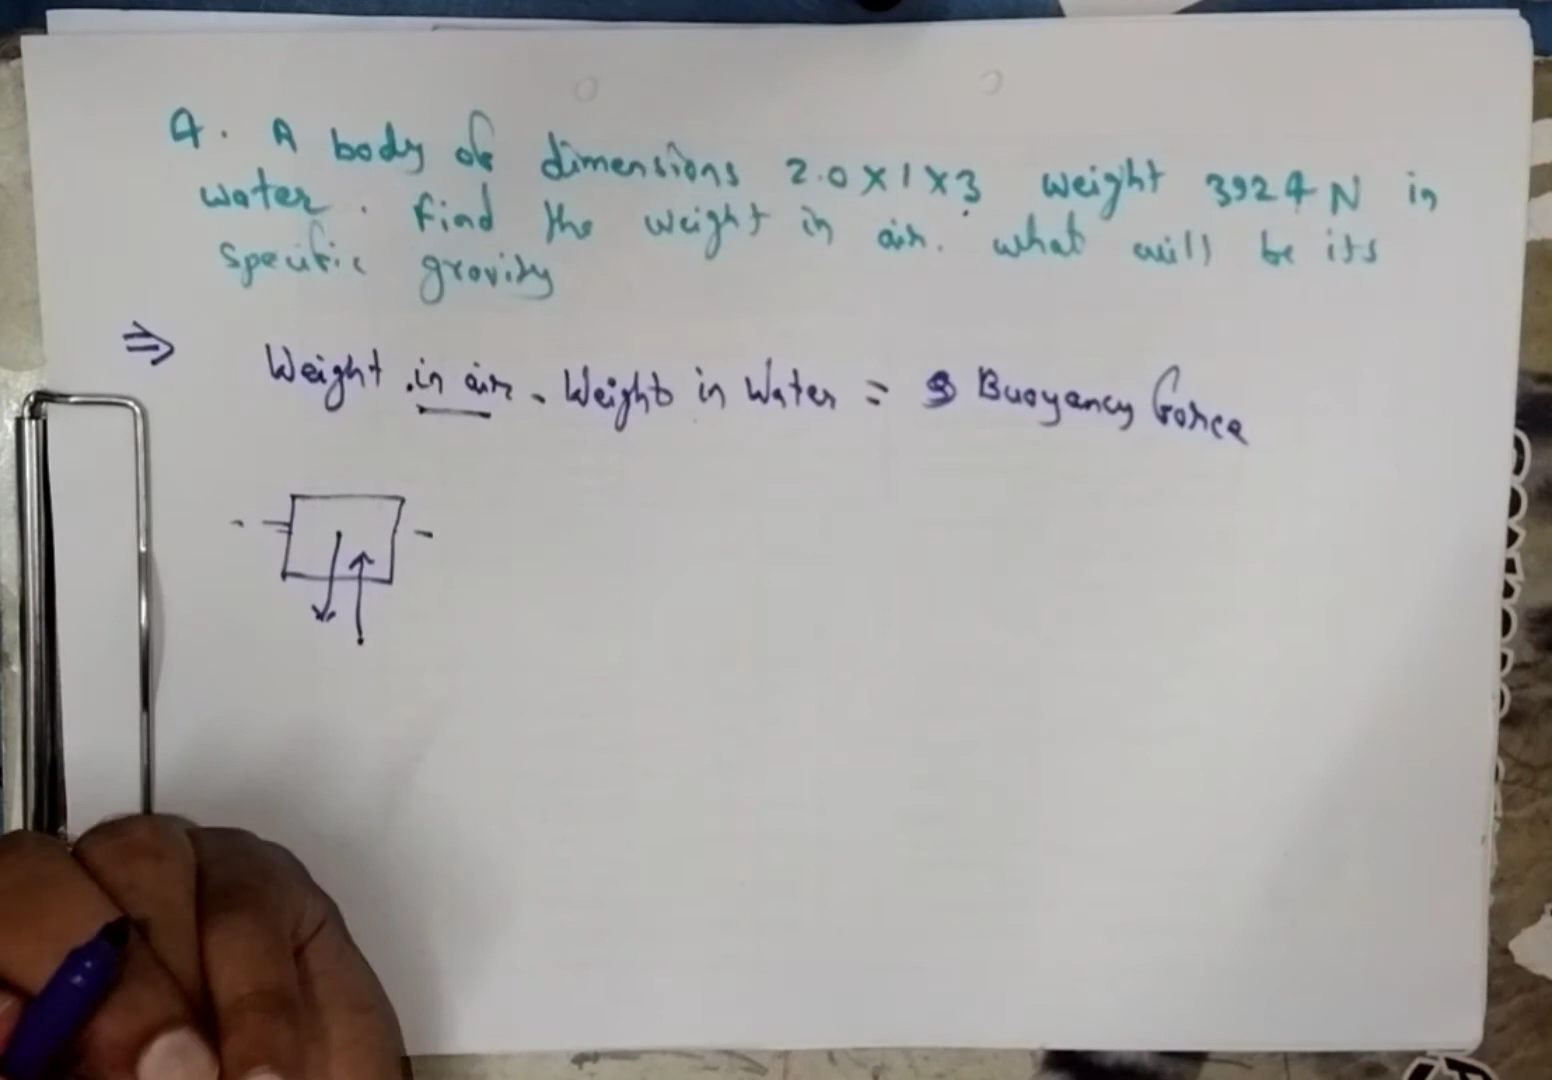 Q. A body of dimensions 2.0 x 1 x 3 weight 3924 N in
water. Find the weight in air. what will be its
specific gravity
⇒ Weight in air - Weight in Water = Buoyancy Force